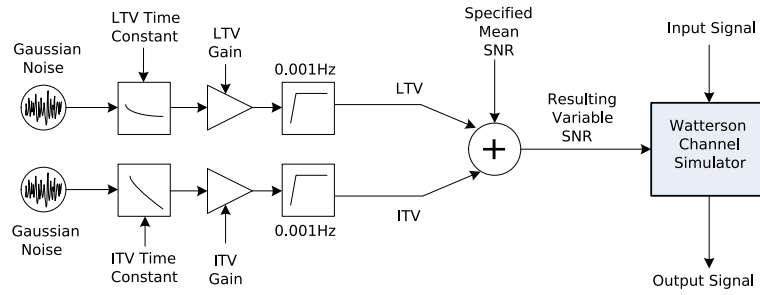 LTV Time
Constant
LTV
Gain
Specified
Mean
SNR
Input Signal
Gaussian
Noise
0.001Hz
LTV
Resulting
Variable
SNR
Watterson
Channel
Simulator
+
Gaussian
Noise
0.001Hz
ITV
ITV Time
Constant
ITV
Gain
Output Signal